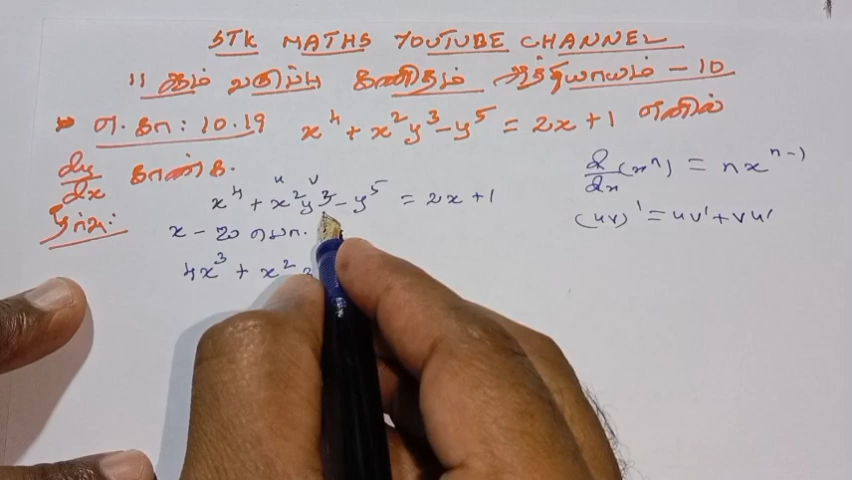 STK MATHS YOUTUBE CHANNEL
11 ஆம் வகுப்பு கணிதம் அத்தியாயம் - 10
எ.கா : 10.19 x⁴ + x²y³ - y⁵ = 2x + 1 எனில்
dy/dx காண்க.
தீர்வு:
d/dx (xⁿ) = nxⁿ⁻¹
(uv)' = uv' + vu'
u v
x⁴ + x²y³ - y⁵ = 2x + 1
x - ஐ பொ.
4x³ + x² 3